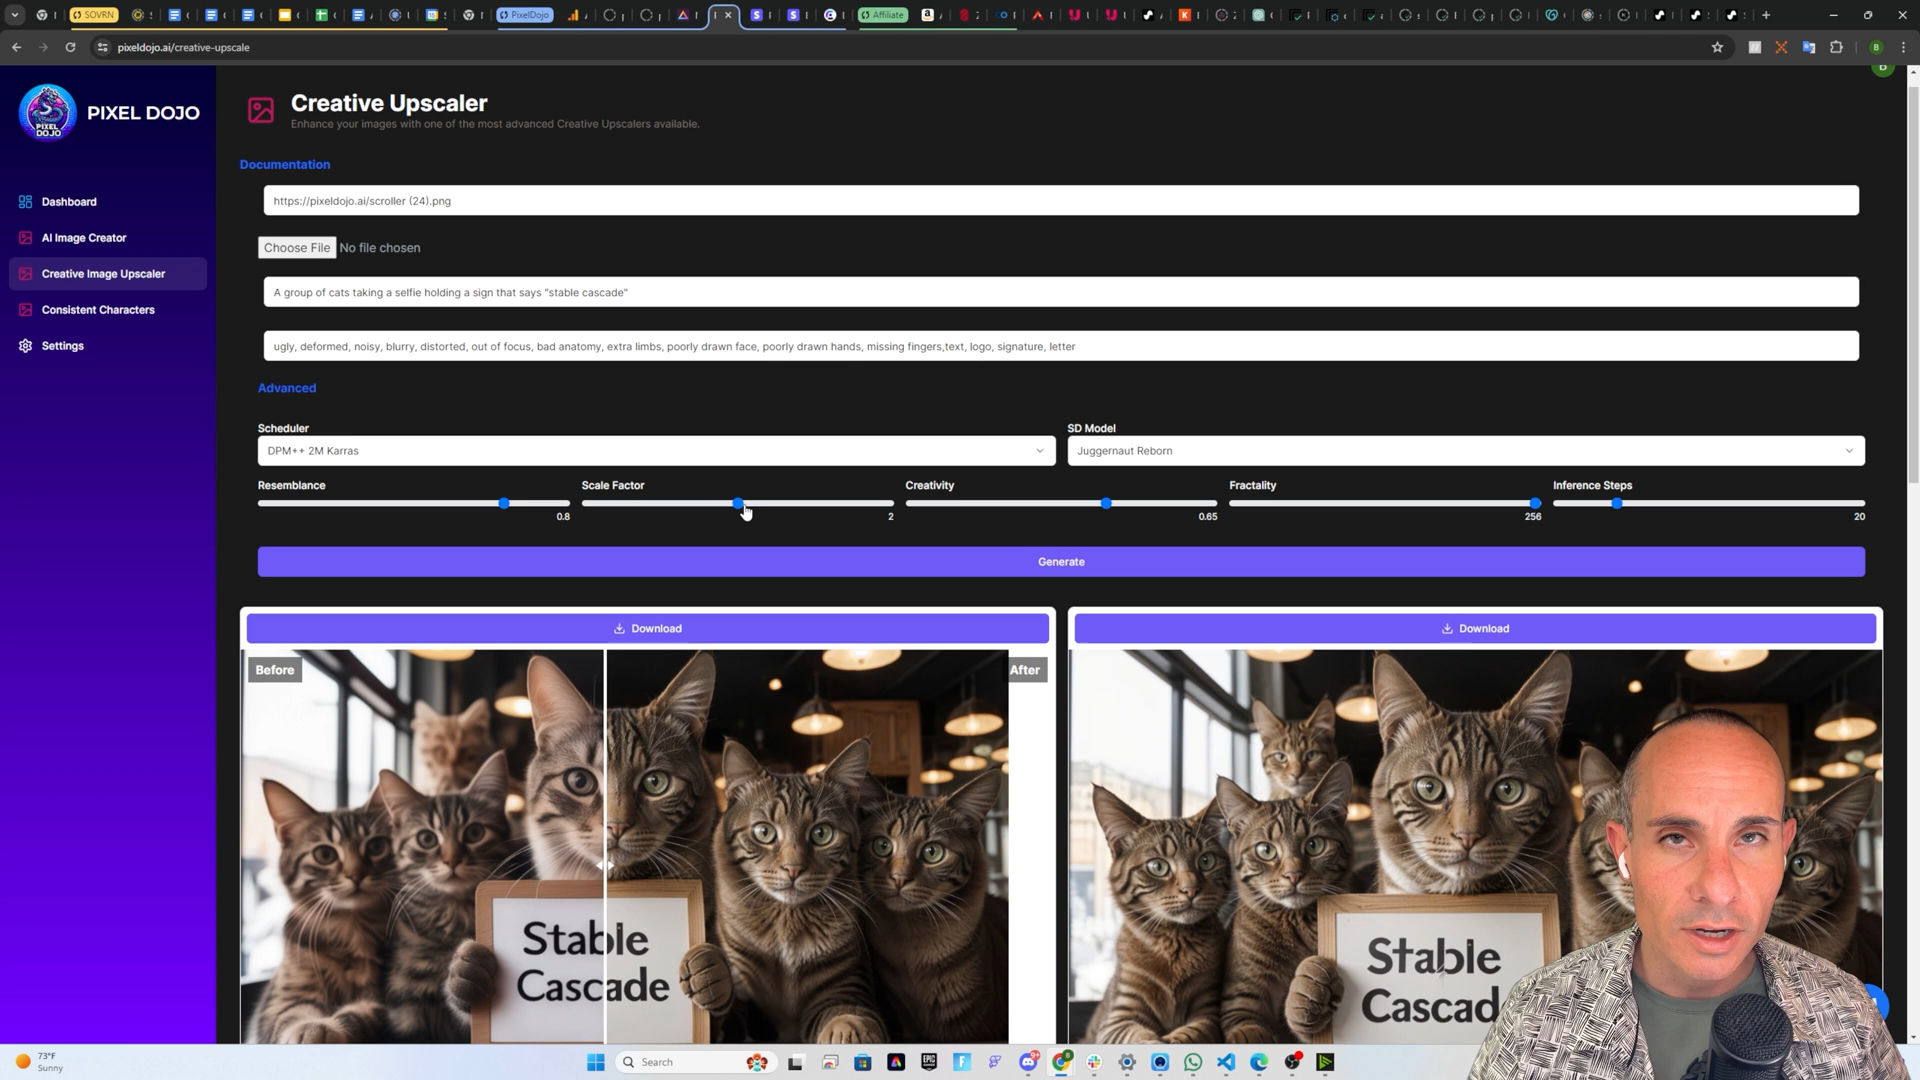 SOVRN
PixelDojo
Affiliate
pixeldojo.ai/creative-upscale
B
B
PIXEL DOJO
PIXEL
DOJO
Dashboard
AI Image Creator
Creative Image Upscaler
Consistent Characters
Settings
Creative Upscaler
Enhance your images with one of the most advanced Creative Upscalers available.
Documentation
https://pixeldojo.ai/scroller (24).png
Choose File No file chosen
A group of cats taking a selfie holding a sign that says "stable cascade"
ugly, deformed, noisy, blurry, distorted, out of focus, bad anatomy, extra limbs, poorly drawn face, poorly drawn hands, missing fingers,text, logo, signature, letter
Advanced
Scheduler
DPM++ 2M Karras
SD Model
Juggernaut Reborn
Resemblance
0.8
Scale Factor
2
Creativity
0.65
Fractality
256
Inference Steps
20
Generate
Download
Before
After
Stable
Cascade
Download
Stable
Cascad
73°F
Sunny
Search